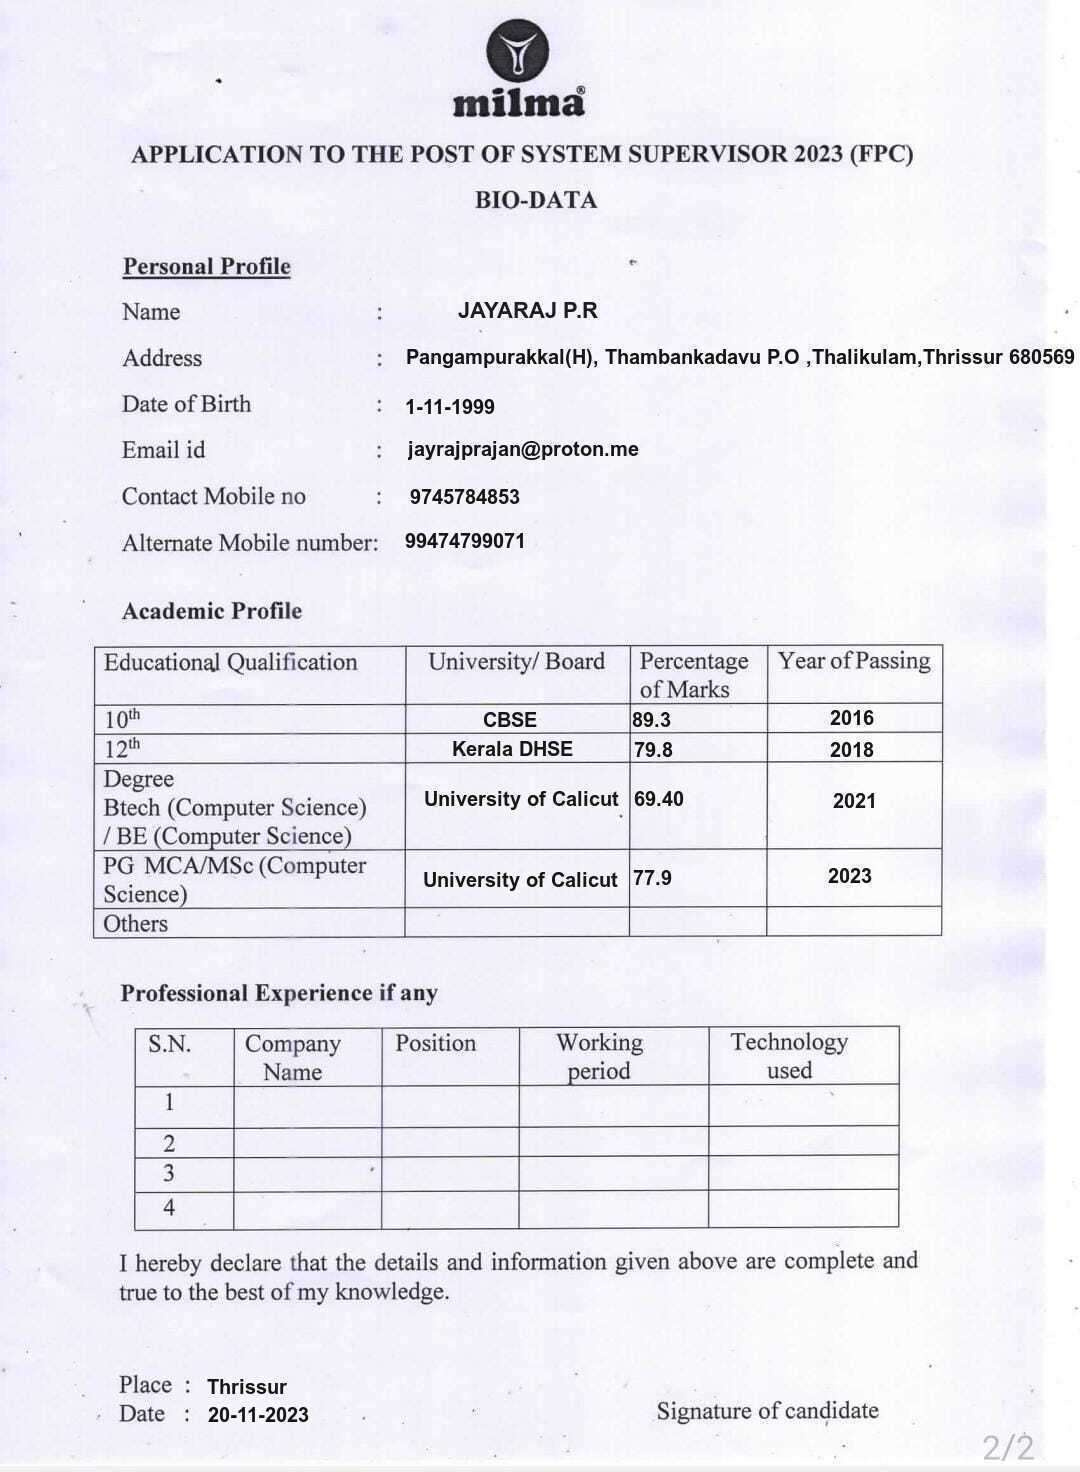 milma®
APPLICATION TO THE POST OF SYSTEM SUPERVISOR 2023 (FPC)
BIO-DATA
Personal Profile
Name : JAYARAJ P.R
Address : Pangampurakkal(H), Thambankadavu P.O ,Thalikulam,Thrissur 680569
Date of Birth : 1-11-1999
Email id : jayrajprajan@proton.me
Contact Mobile no : 9745784853
Alternate Mobile number: 99474799071
Academic Profile
Educational Qualification University/ Board Percentage of Marks Year of Passing
10th CBSE 89.3 2016
12th Kerala DHSE 79.8 2018
Degree
Btech (Computer Science) University of Calicut 69.40 2021
/ BE (Computer Science)
PG MCA/MSc (Computer Science) University of Calicut 77.9 2023
Others
Professional Experience if any
S.N. Company Name Position Working period Technology used
1
2
3
4
I hereby declare that the details and information given above are complete and
true to the best of my knowledge.
Place : Thrissur
Date : 20-11-2023
Signature of candidate
2/2